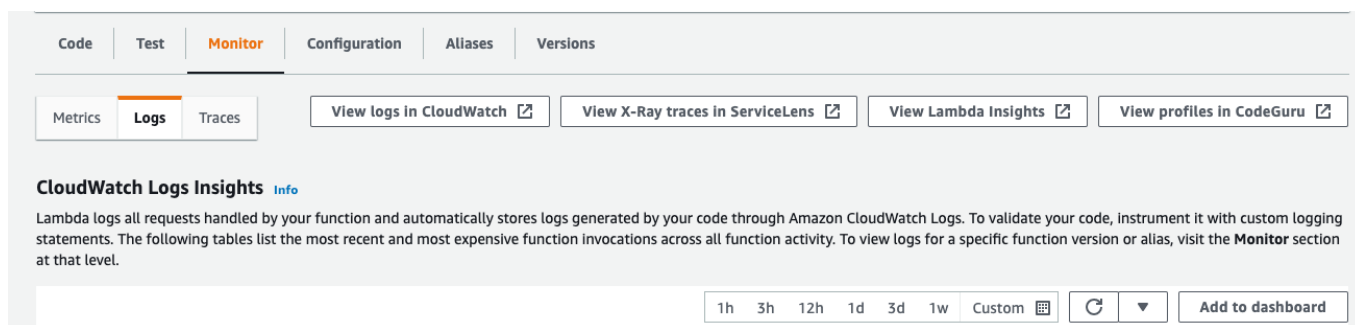 Code Test Monitor Configuration Aliases Versions
Metrics Logs Traces View logs in CloudWatch View X-Ray traces in ServiceLens View Lambda Insights View profiles in CodeGuru
CloudWatch Logs Insights Info
Lambda logs all requests handled by your function and automatically stores logs generated by your code through Amazon CloudWatch Logs. To validate your code, instrument it with custom logging
statements. The following tables list the most recent and most expensive function invocations across all function activity. To view logs for a specific function version or alias, visit the Monitor section
at that level.
1h 3h 12h 1d 3d 1w Custom Add to dashboard